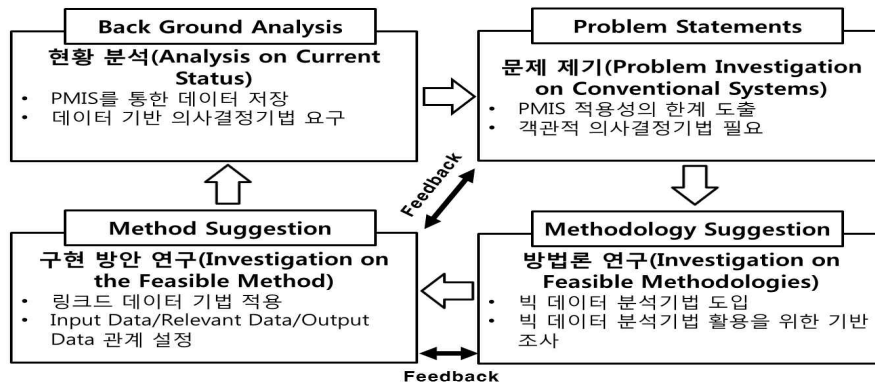 Back Ground Analysis
현황 분석(Analysis on Current
Status)
• PMIS를 통한 데이터 저장
• 데이터 기반 의사결정기법 요구
Problem Statements
문제 제기(Problem Investigation
on Conventional Systems)
• PMIS 적용성의 한계 도출
• 객관적 의사결정기법 필요
Feedback
Method Suggestion
구현 방안 연구(Investigation on
the Feasible Method)
• 링크드 데이터 기법 적용
• Input Data/Relevant Data/Output
Data 관계 설정
Methodology Suggestion
방법론 연구(Investigation on
Feasible Methodologies)
• 빅 데이터 분석기법 도입
• 빅 데이터 분석기법 활용을 위한 기반
조사
Feedback